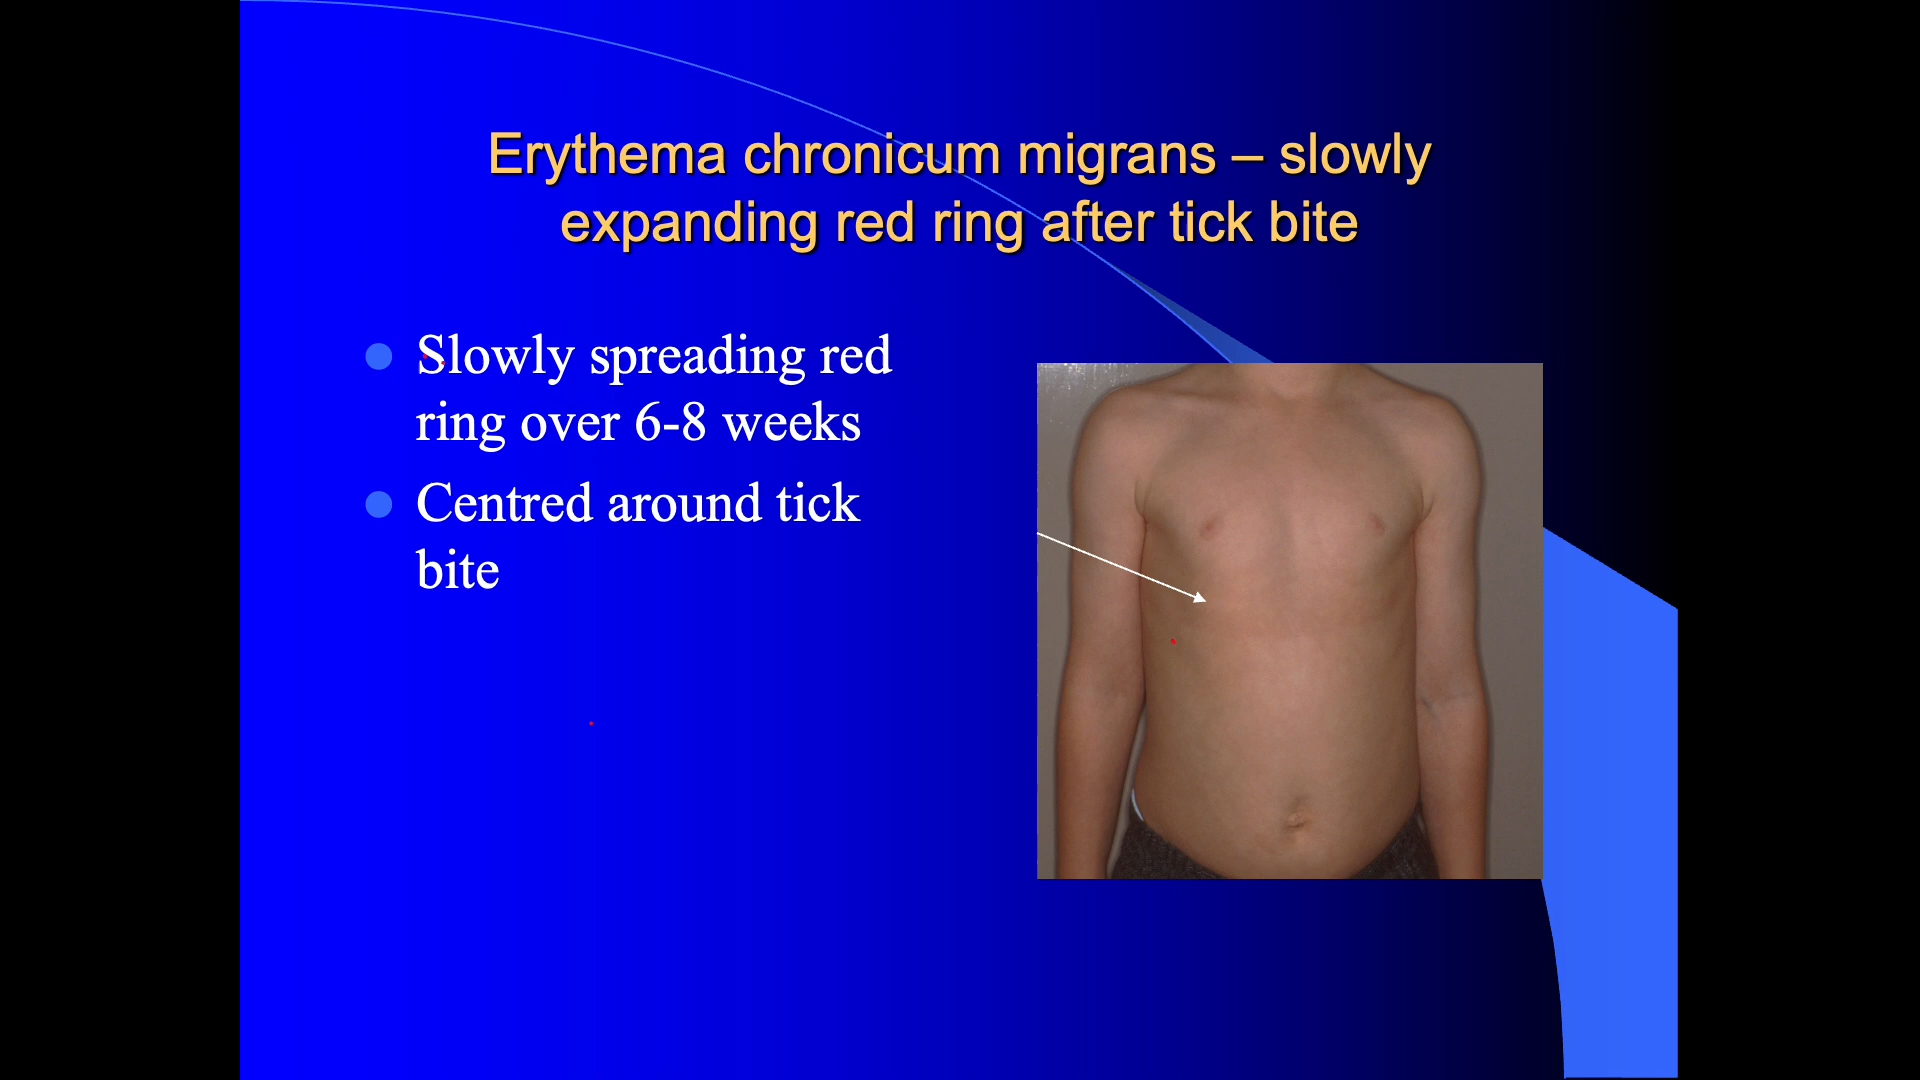 Erythema chronicum migrans – slowly
expanding red ring after tick bite
Slowly spreading red
ring over 6-8 weeks
Centred around tick
bite